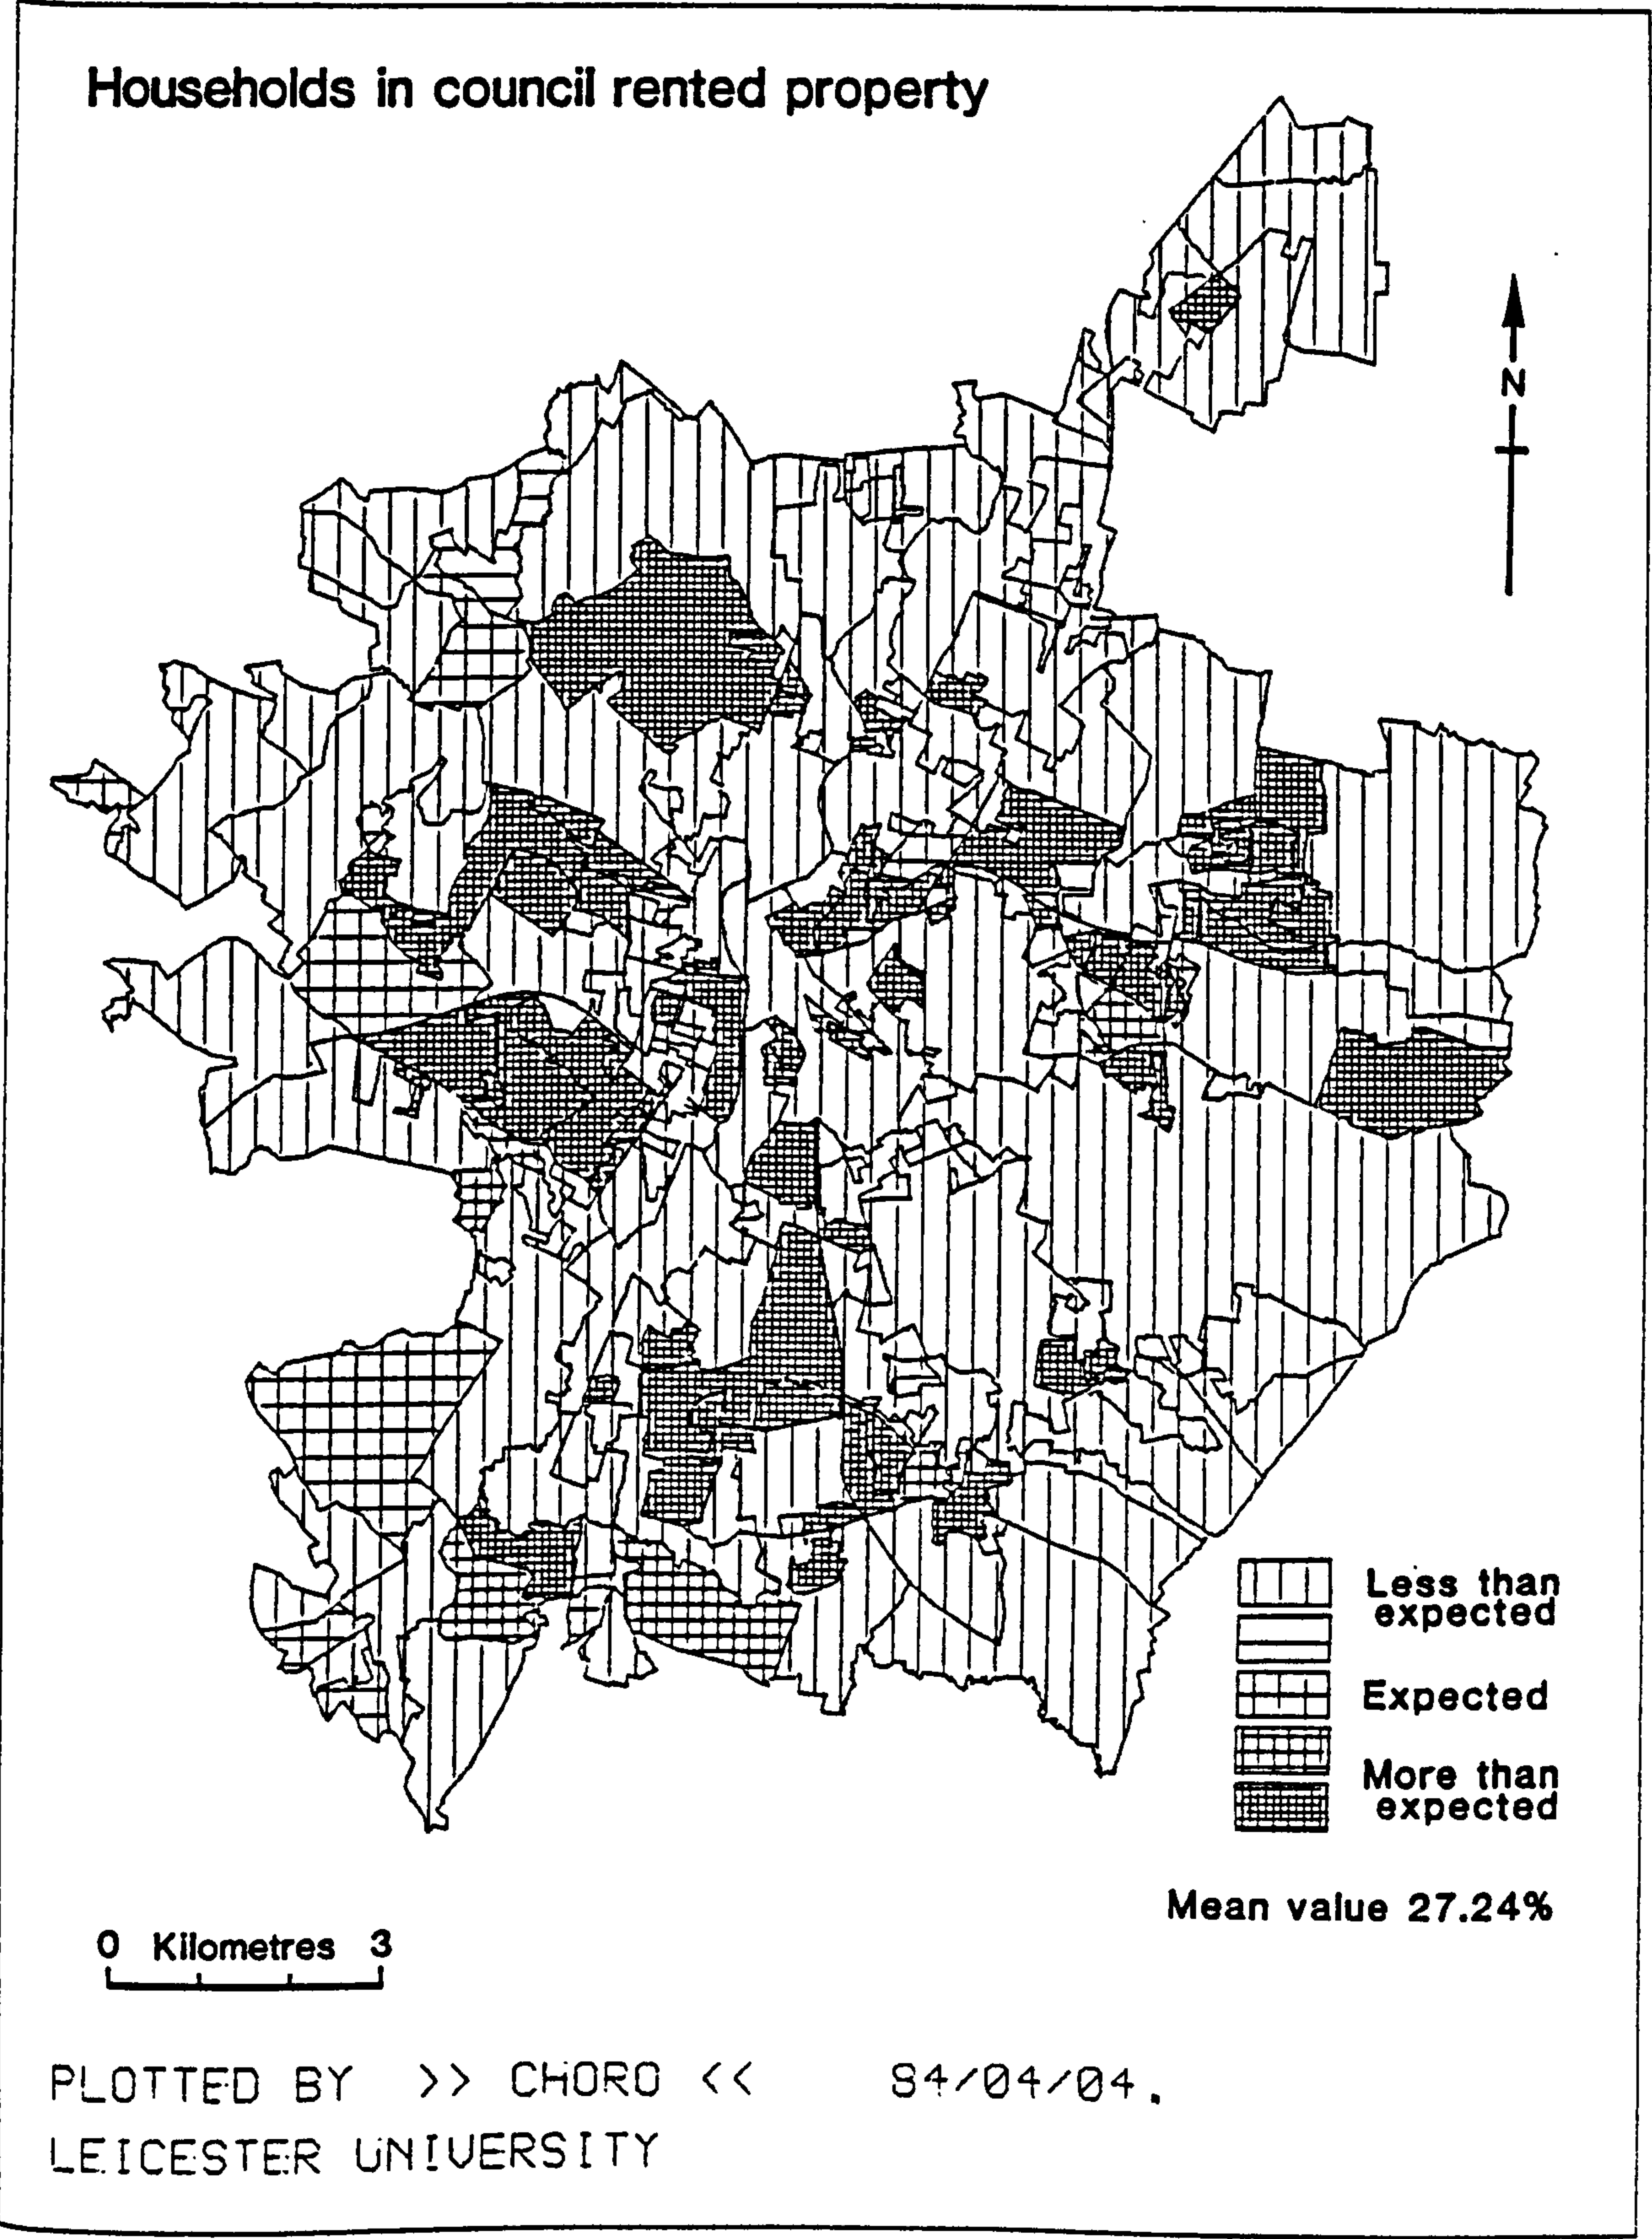 Households in council rented property
N
Less than
expected
Expected
More than
expected
Mean value 27.24%
0 Kilometres 3
PLOTTED BY >> CHORO << 84/04/04.
LEICESTER UNIVERSITY